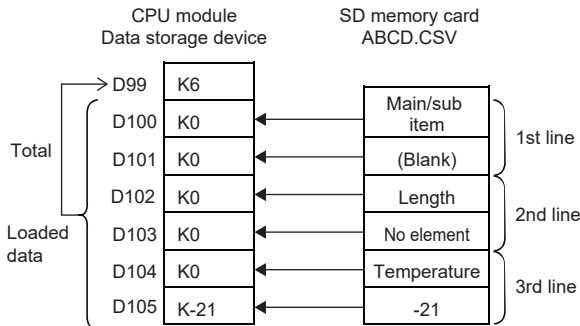 CPU module
Data storage device
SD memory card
ABCD.CSV
D99 K6
D100 K0
Main/sub
item
1st line
Total
D101 K0 (Blank)
D102 K0 Length
2nd line
Loaded
data
D103 K0 No element
D104 K0 Temperature
3rd line
D105 K-21 -21